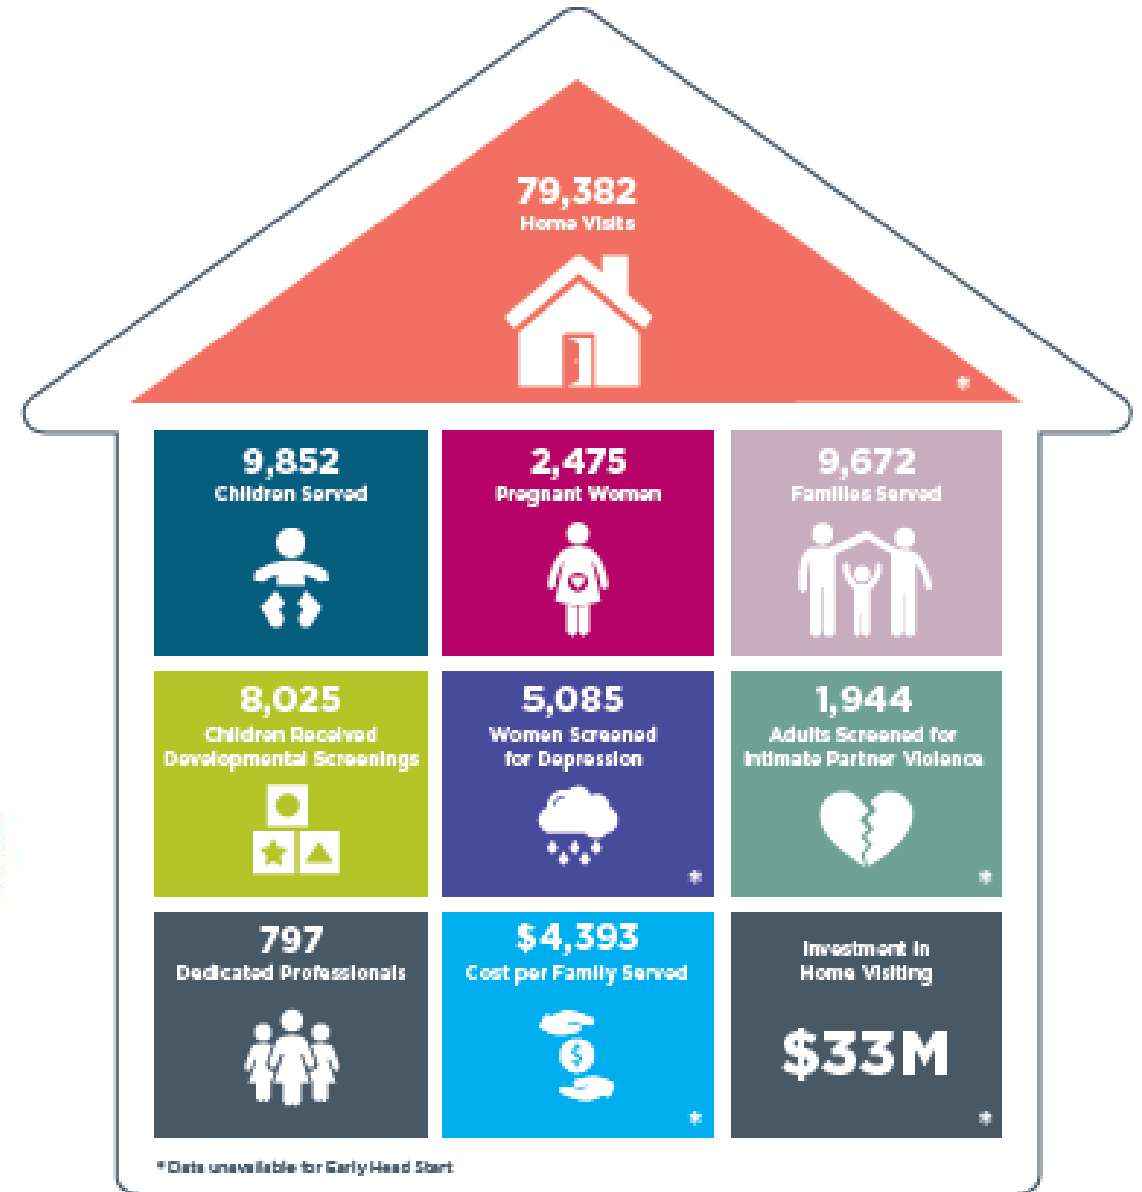 79,382
Home Visits
*
9,852
Children Served
2,475
Pregnant Women
9,672
Families Served
8,025
Children Received
Developmental Screenings
5,085
Women Screened
for Depression
*
1,944
Adults Screened for
Intimate Partner Violence
*
797
Dedicated Professionals
$4,393
Cost per Family Served
$
*
Investment in
Home Visiting
$33M
*
* Data unavailable for Early Head Start